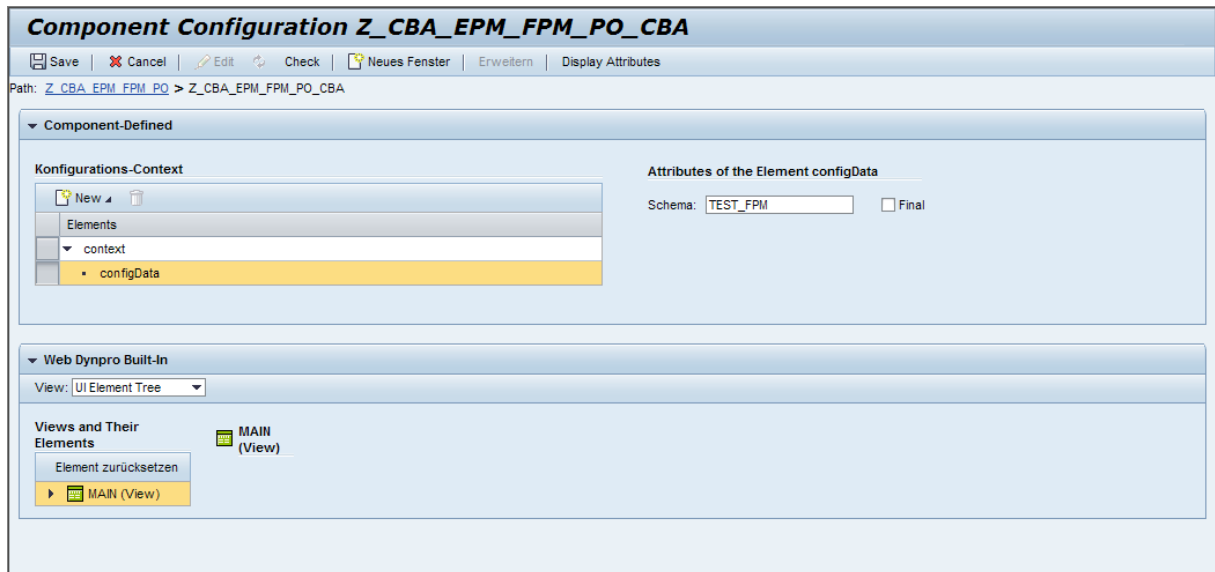 Component Configuration Z_CBA_EPM_FPM_PO_CBA
Save Cancel Edit Check Neues Fenster Erweitern Display Attributes
Path: Z_CBA_EPM_FPM_PO > Z_CBA_EPM_FPM_PO_CBA
Component-Defined
Konfigurations-Context
New
Elements
context
configData
Attributes of the Element configData
Schema: TEST_FPM Final
Web Dynpro Built-In
View: UI Element Tree
Views and Their
Elements
Element zurücksetzen
MAIN (View)
MAIN
(View)